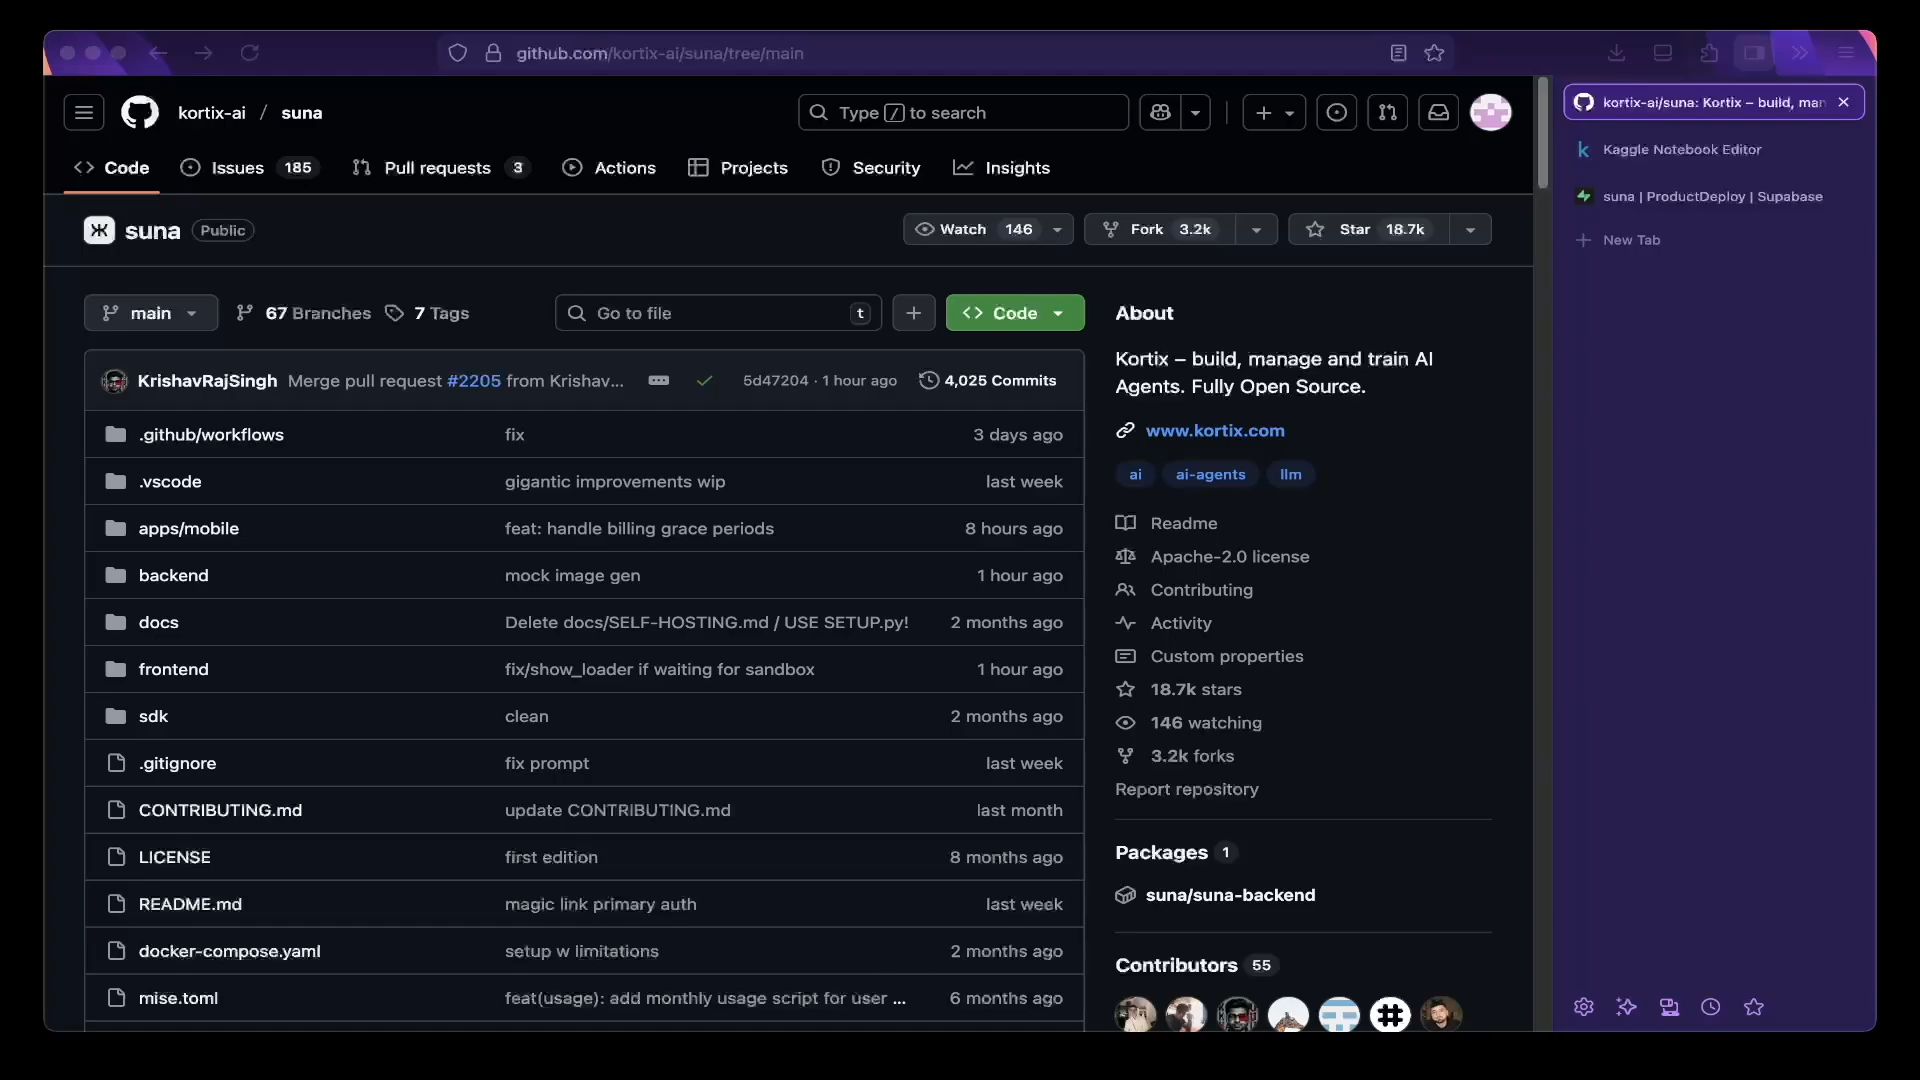 github.com/kortix-ai/suna/tree/main
kortix-ai / suna
Type / to search
Code
Issues 185
Pull requests 3
Actions
Projects
Security
Insights
suna Public
Watch 146
Fork 3.2k
Star 18.7k
main
67 Branches
7 Tags
Go to file t
Code
KrishavRajSingh Merge pull request #2205 from Krishav... 5d47204 · 1 hour ago 4,025 Commits
.github/workflows fix 3 days ago
.vscode gigantic improvements wip last week
apps/mobile feat: handle billing grace periods 8 hours ago
backend mock image gen 1 hour ago
docs Delete docs/SELF-HOSTING.md / USE SETUP.py! 2 months ago
frontend fix/show_loader if waiting for sandbox 1 hour ago
sdk clean 2 months ago
.gitignore fix prompt last week
CONTRIBUTING.md update CONTRIBUTING.md last month
LICENSE first edition 8 months ago
README.md magic link primary auth last week
docker-compose.yaml setup w limitations 2 months ago
mise.toml feat(usage): add monthly usage script for user ... 6 months ago
About
Kortix – build, manage and train AI
Agents. Fully Open Source.
www.kortix.com
ai ai-agents llm
Readme
Apache-2.0 license
Contributing
Activity
Custom properties
18.7k stars
146 watching
3.2k forks
Report repository
Packages 1
suna/suna-backend
Contributors 55
kortix-ai/suna: Kortix – build, man
Kaggle Notebook Editor
suna | ProductDeploy | Supabase
New Tab